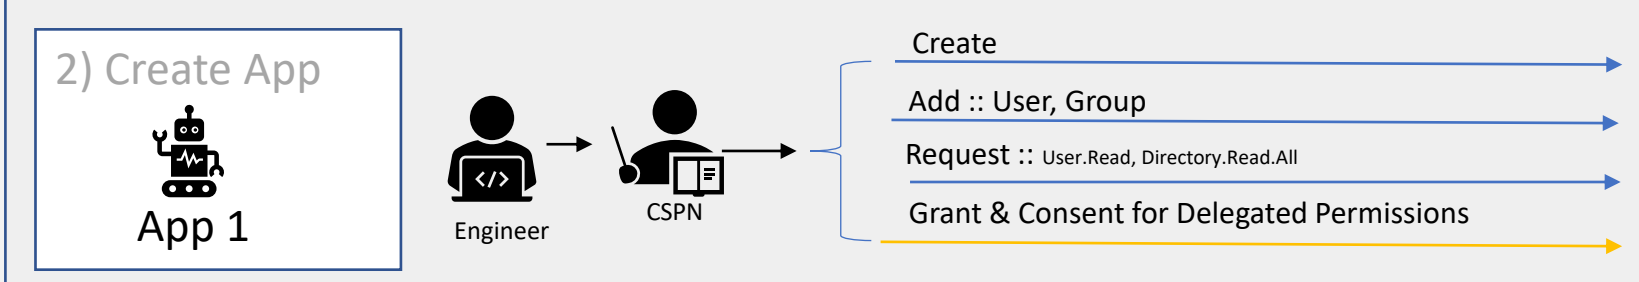 2) Create App
App 1
</>
Engineer
CSPN
Create
Add :: User, Group
Request :: User.Read, Directory.Read.All
Grant & Consent for Delegated Permissions